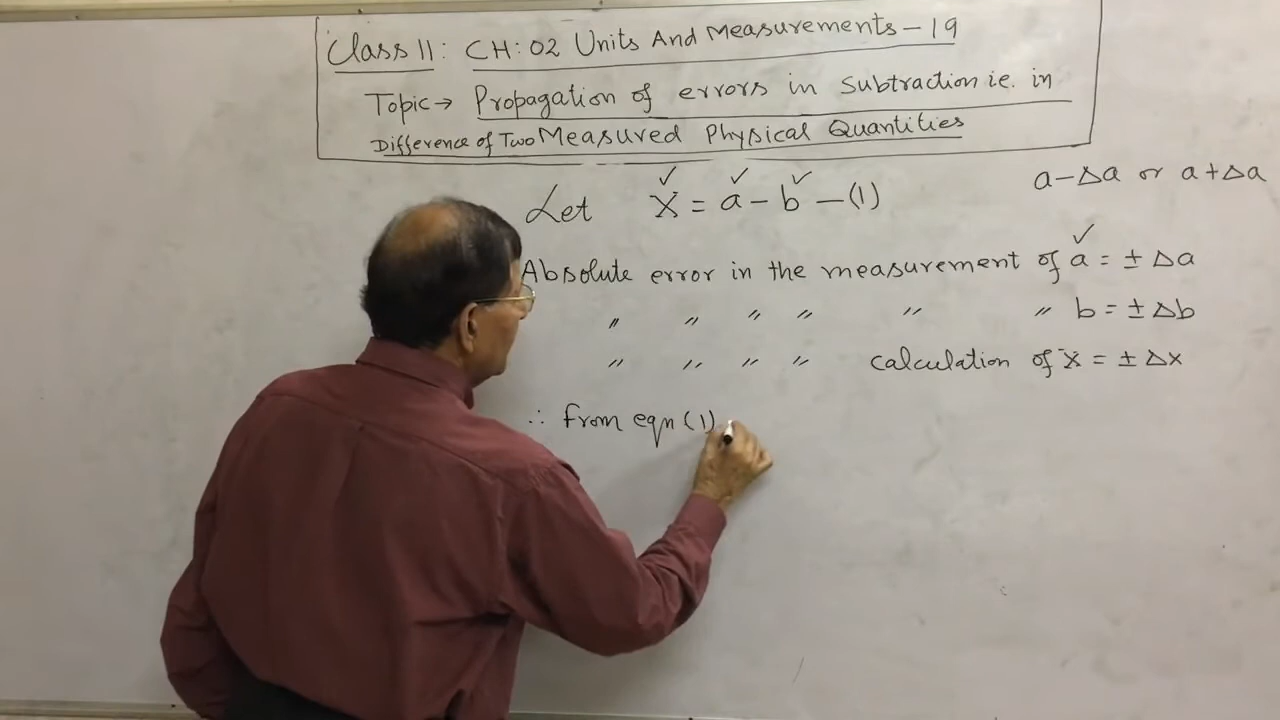 Class 11: CH: 02 Units And Measurements - 19
Topic → Propagation of errors in subtraction ie. in
Difference of Two Measured Physical Quantities
a-Δa or a+Δa
Let X = a - b - (1)
Absolute error in the measurement of a = ± Δa
" " " " " " b = ± Δb
" " " " calculation of x = ± Δx
∴ from eqn (1)